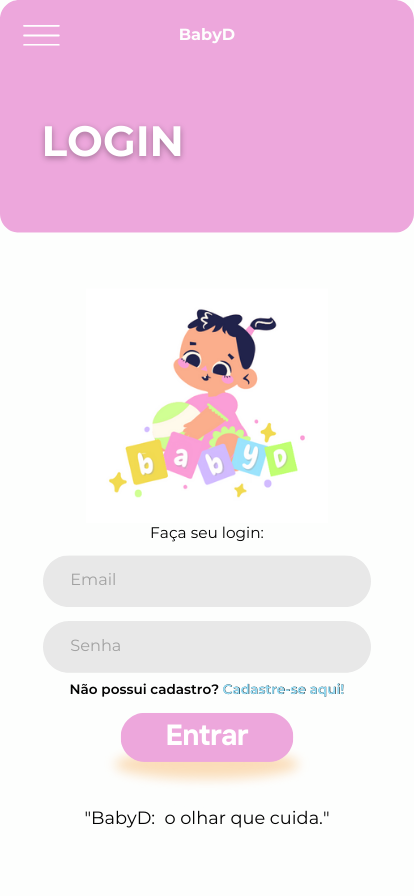 BabyD
LOGIN
babyD
Faça seu login:
Email
Senha
Não possui cadastro? Cadastre-se aqui!
Entrar
"BabyD:  o olhar que cuida."